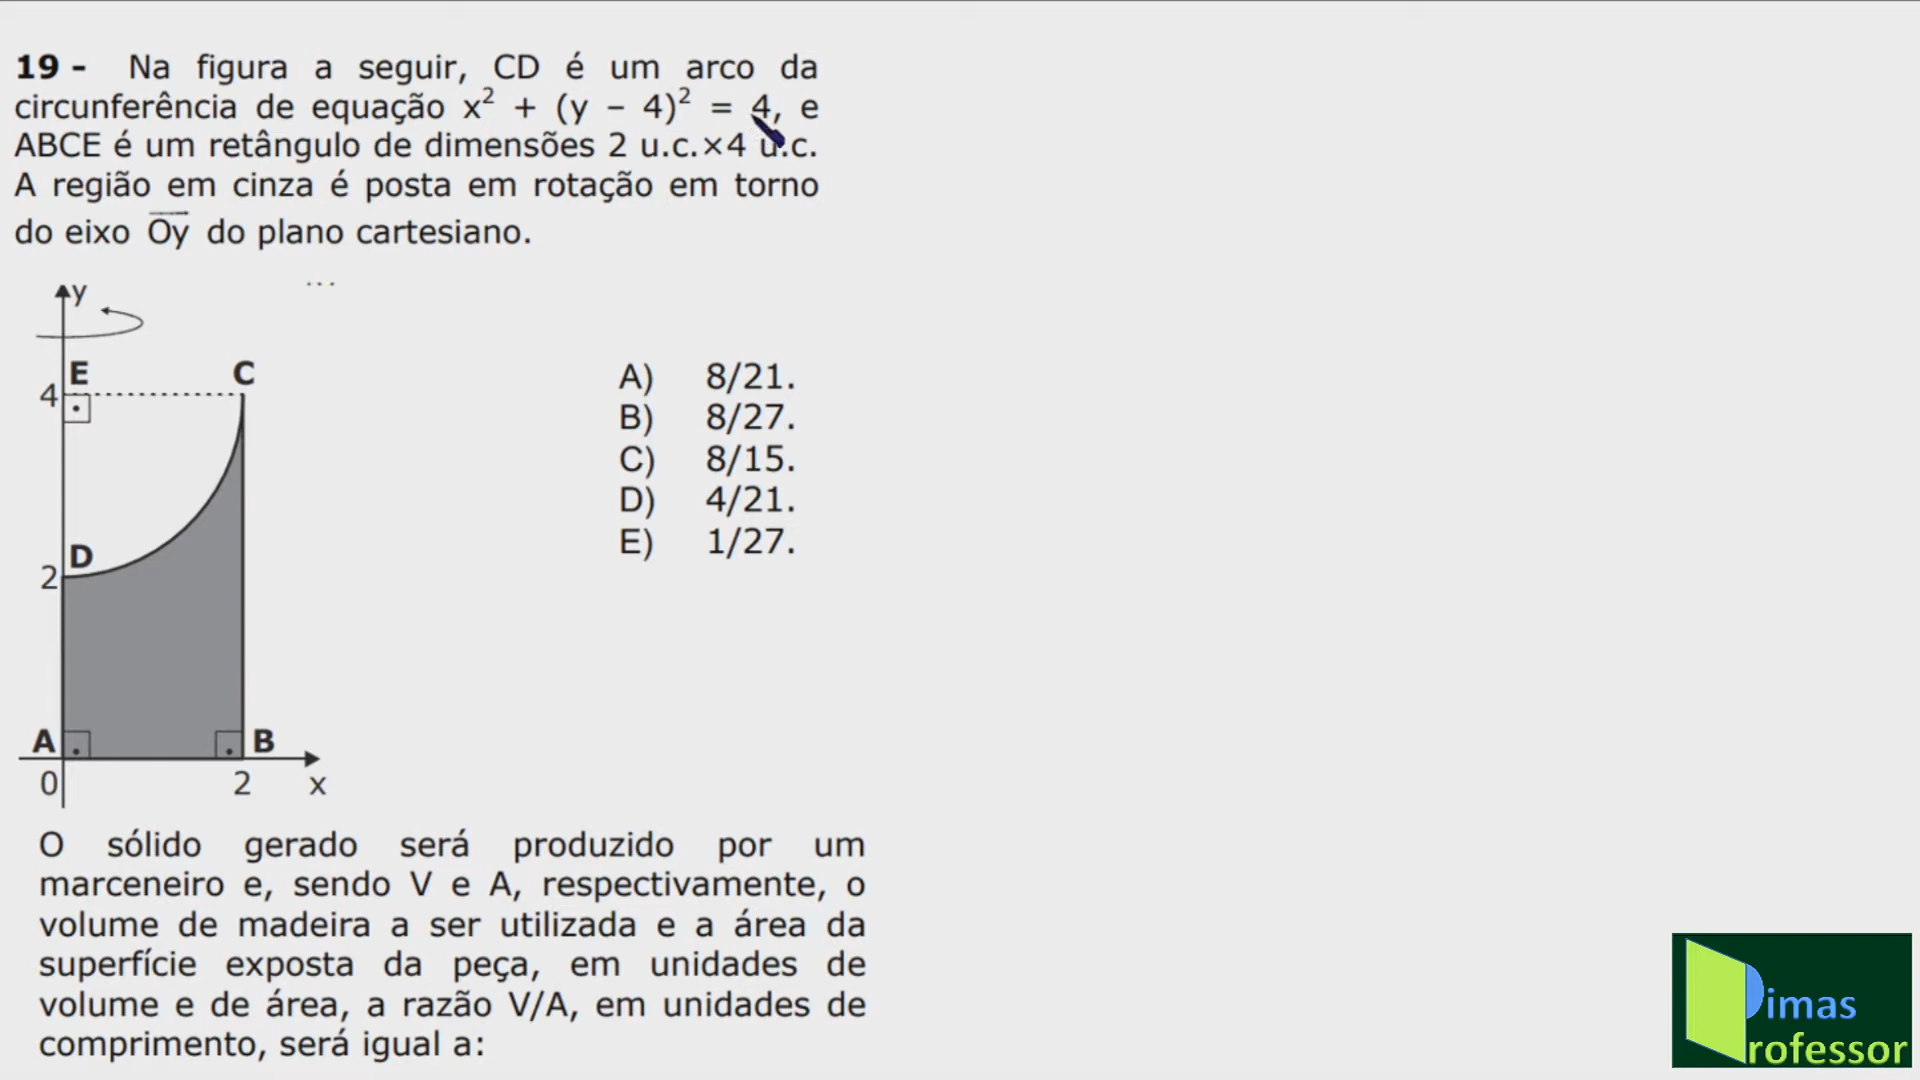 19 - Na figura a seguir, CD é um arco da
circunferência de equação x² + (y – 4)² = 4, e
ABCE é um retângulo de dimensões 2 u.c.×4 u.c.
A região em cinza é posta em rotação em torno
do eixo Oy do plano cartesiano.
...
y
E C
4
D
2
A B
0 2 x
A) 8/21.
B) 8/27.
C) 8/15.
D) 4/21.
E) 1/27.
O sólido gerado será produzido por um
marceneiro e, sendo V e A, respectivamente, o
volume de madeira a ser utilizada e a área da
superfície exposta da peça, em unidades de
volume e de área, a razão V/A, em unidades de
comprimento, será igual a:
Dimas
Professor